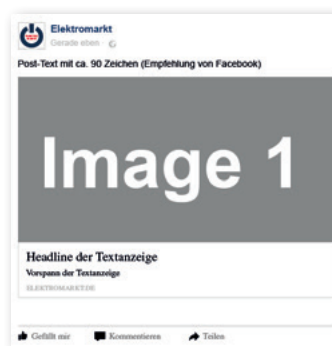 Elektromarkt
Gerade eben ·
Post-Text mit ca. 90 Zeichen (Empfehlung von Facebook)
Image 1
Headline der Textanzeige
Vorspann der Textanzeige
ELEKTROMARKT.DE
Gefällt mir Kommentieren Teilen